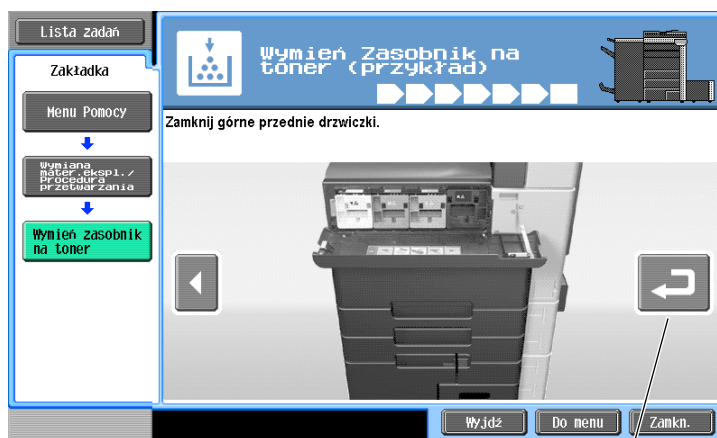 Lista zadań
Zakładka
Menu Pomocy
Wymiana
mater.ekspl./
Procedura
przetwarzania
Wymień zasobnik
na toner
Wymień Zasobnik na
toner (przykład)
Zamknij górne przednie drzwiczki.
Wyjdź
Do menu
Zamkn.